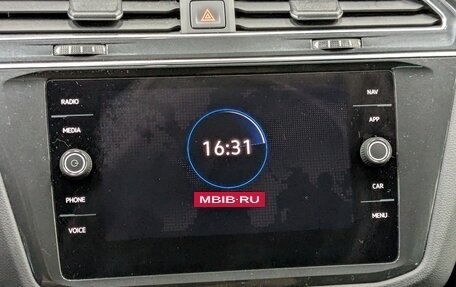 RADIO
NAV
MEDIA
APP
16:31
PHONE
CAR
MBIB.RU
VOICE
MENU